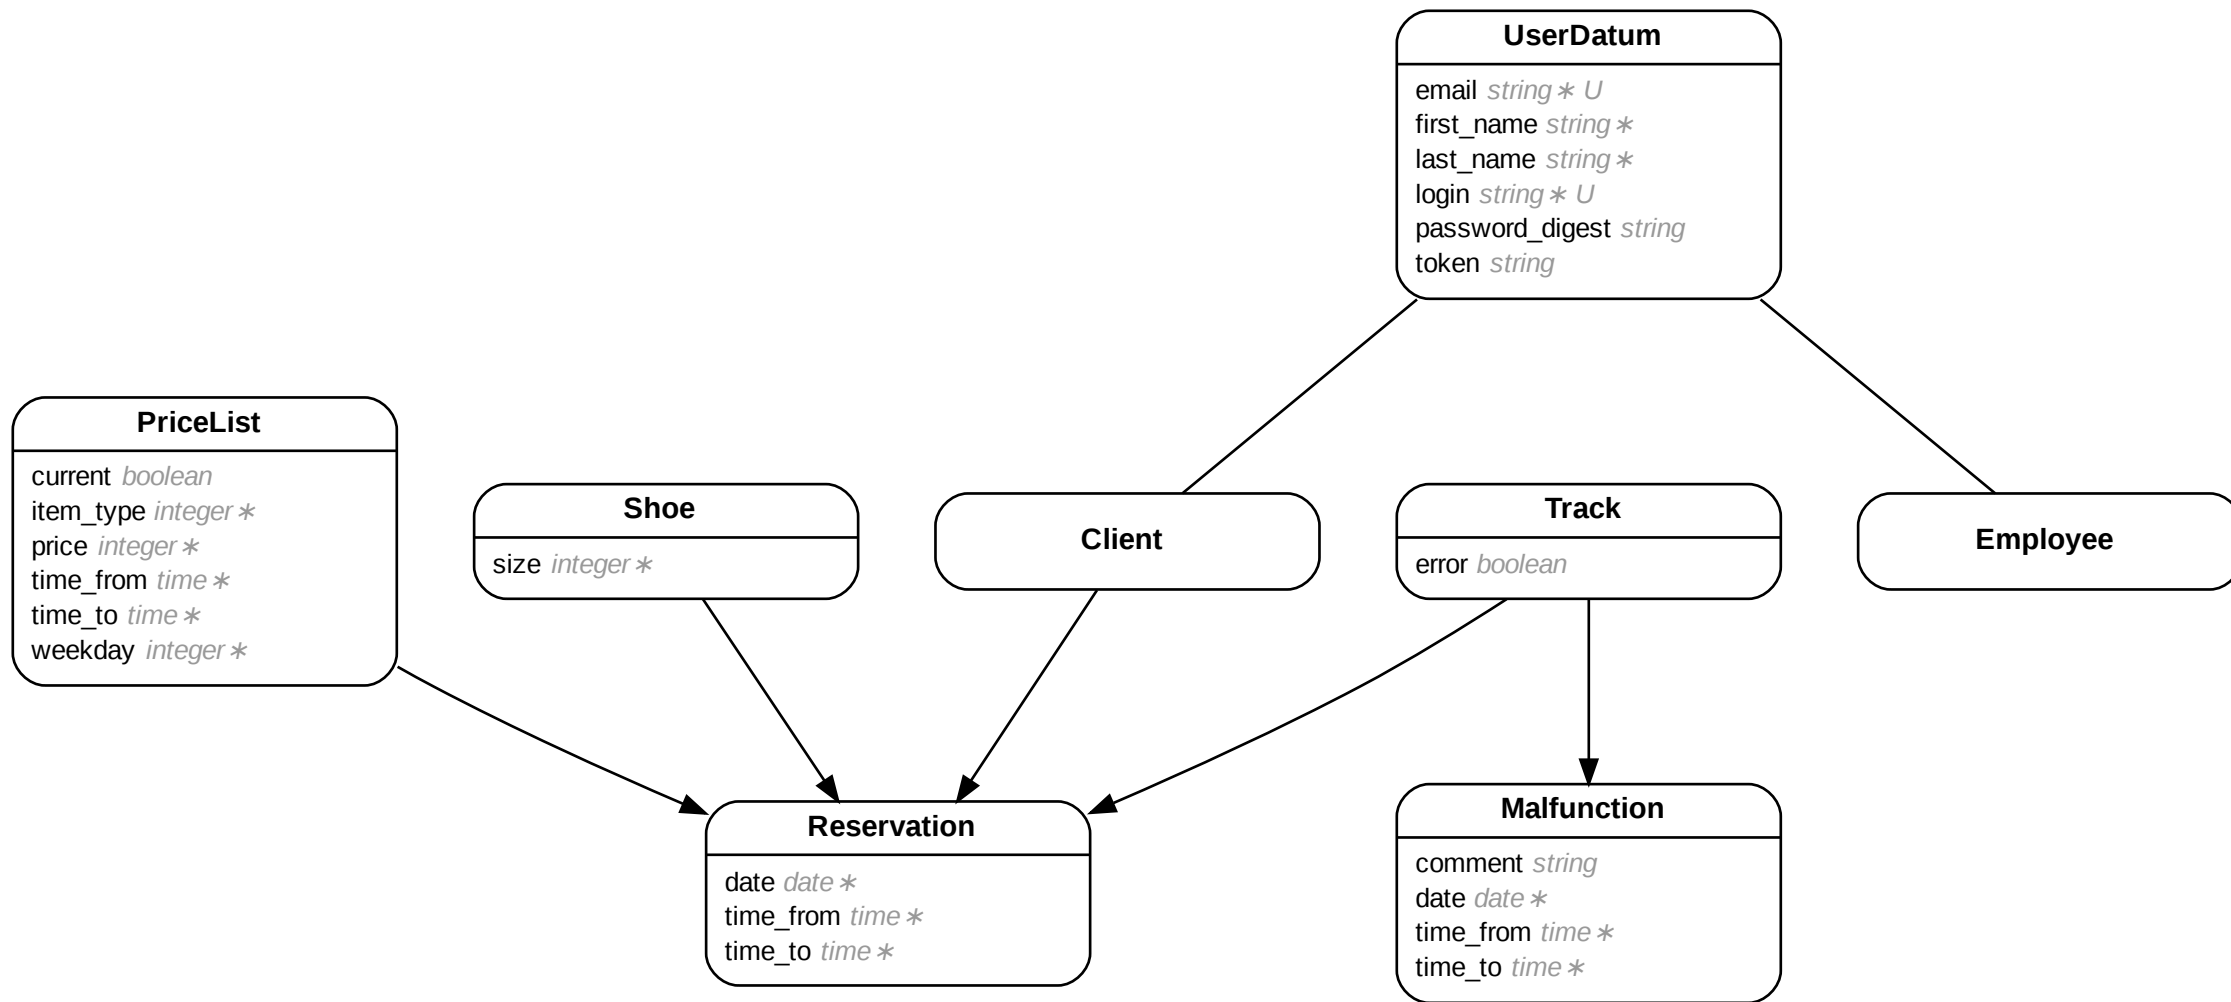 UserDatum
email string∗ U
first_name string∗
last_name string∗
login string∗ U
password_digest string
token string
PriceList
current boolean
item_type integer∗
price integer∗
time_from time∗
time_to time∗
weekday integer∗
Shoe
size integer∗
Client
Track
error boolean
Employee
Reservation
date date∗
time_from time∗
time_to time∗
Malfunction
comment string
date date∗
time_from time∗
time_to time∗